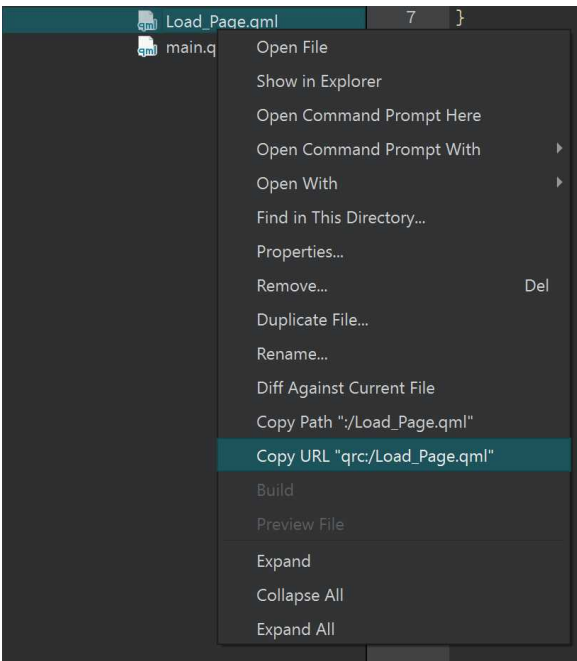 Load_Page.qml
7 }
main.q
Open File
Show in Explorer
Open Command Prompt Here
Open Command Prompt With
Open With
Find in This Directory...
Properties...
Remove... Del
Duplicate File...
Rename...
Diff Against Current File
Copy Path ":/Load_Page.qml"
Copy URL "qrc:/Load_Page.qml"
Build
Preview File
Expand
Collapse All
Expand All